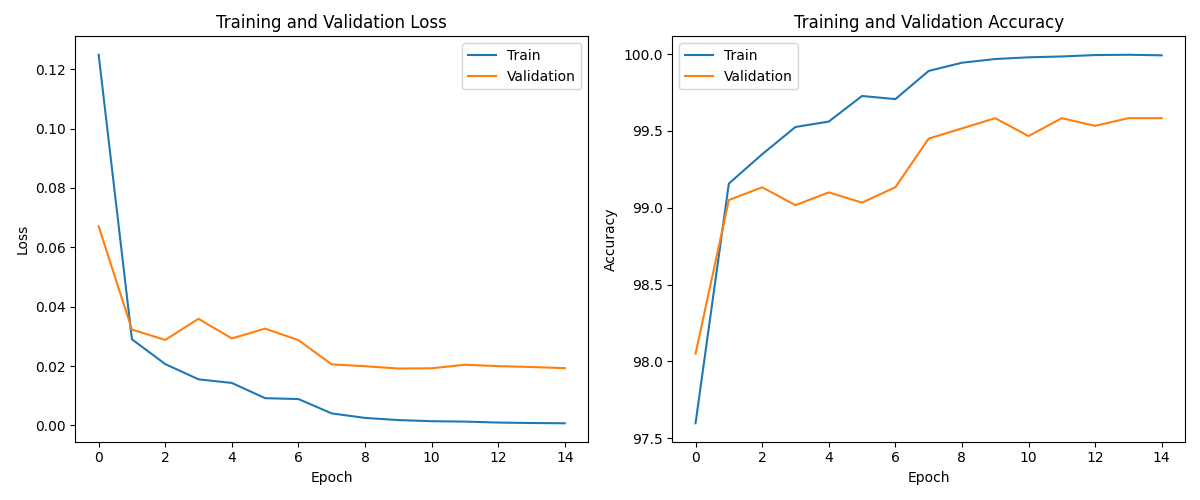 Training and Validation Loss
Train
Validation
0.12
0.10
0.08
0.06
0.04
0.02
0.00
Loss
0 2 4 6 8 10 12 14
Epoch
Training and Validation Accuracy
Train
Validation
100.0
99.5
99.0
98.5
98.0
97.5
Accuracy
0 2 4 6 8 10 12 14
Epoch